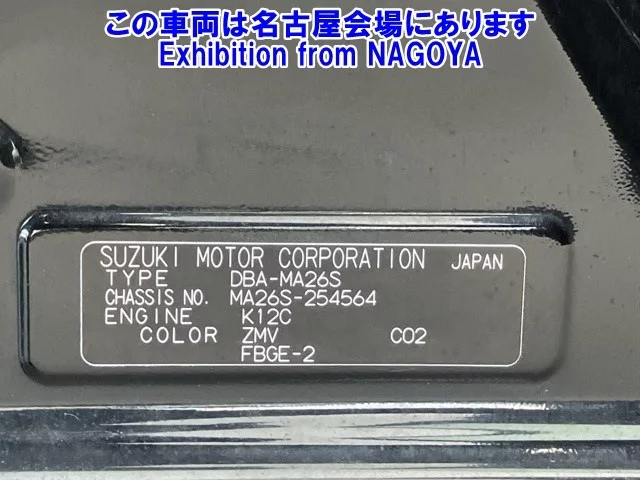 この車両は名古屋会場にあります
Exhibition from NAGOYA
SUZUKI MOTOR CORPORATION JAPAN
TYPE DBA-MA26S
CHASSIS NO. MA26S-254564
ENGINE K12C
COLOR ZMV C02
FBGE-2